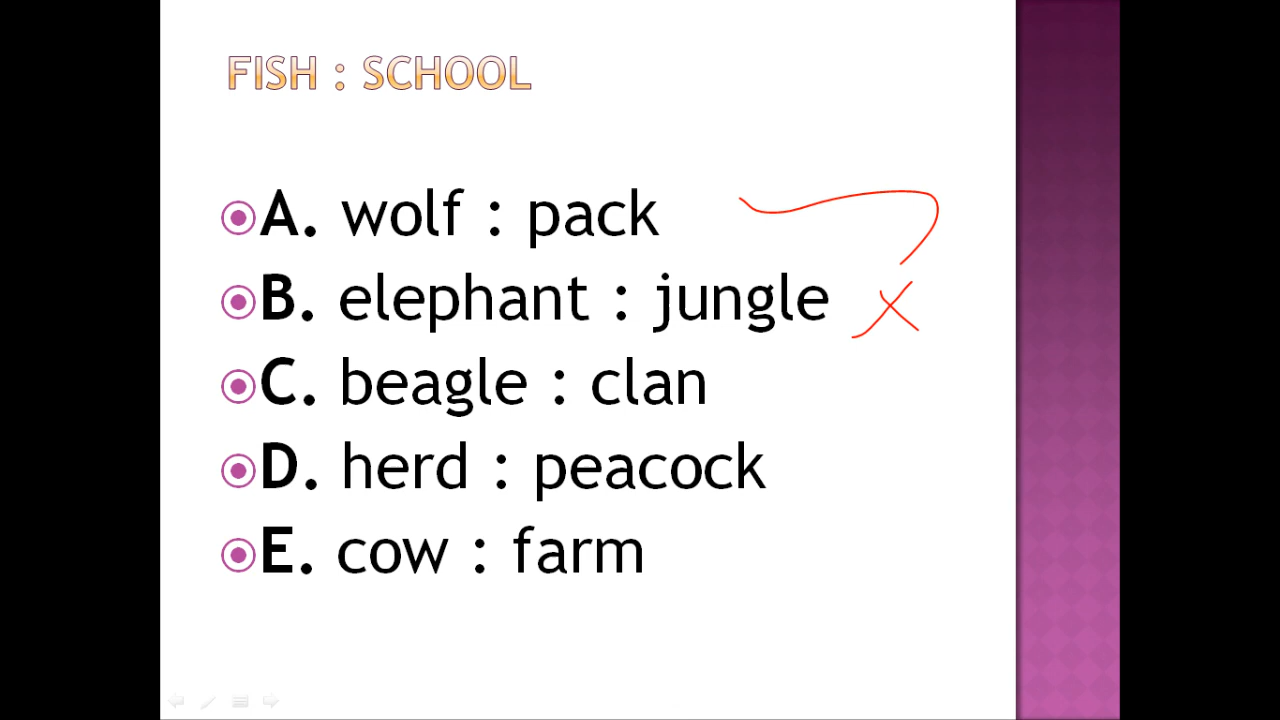 FISH : SCHOOL
A. wolf : pack
B. elephant : jungle
C. beagle : clan
D. herd : peacock
E. cow : farm